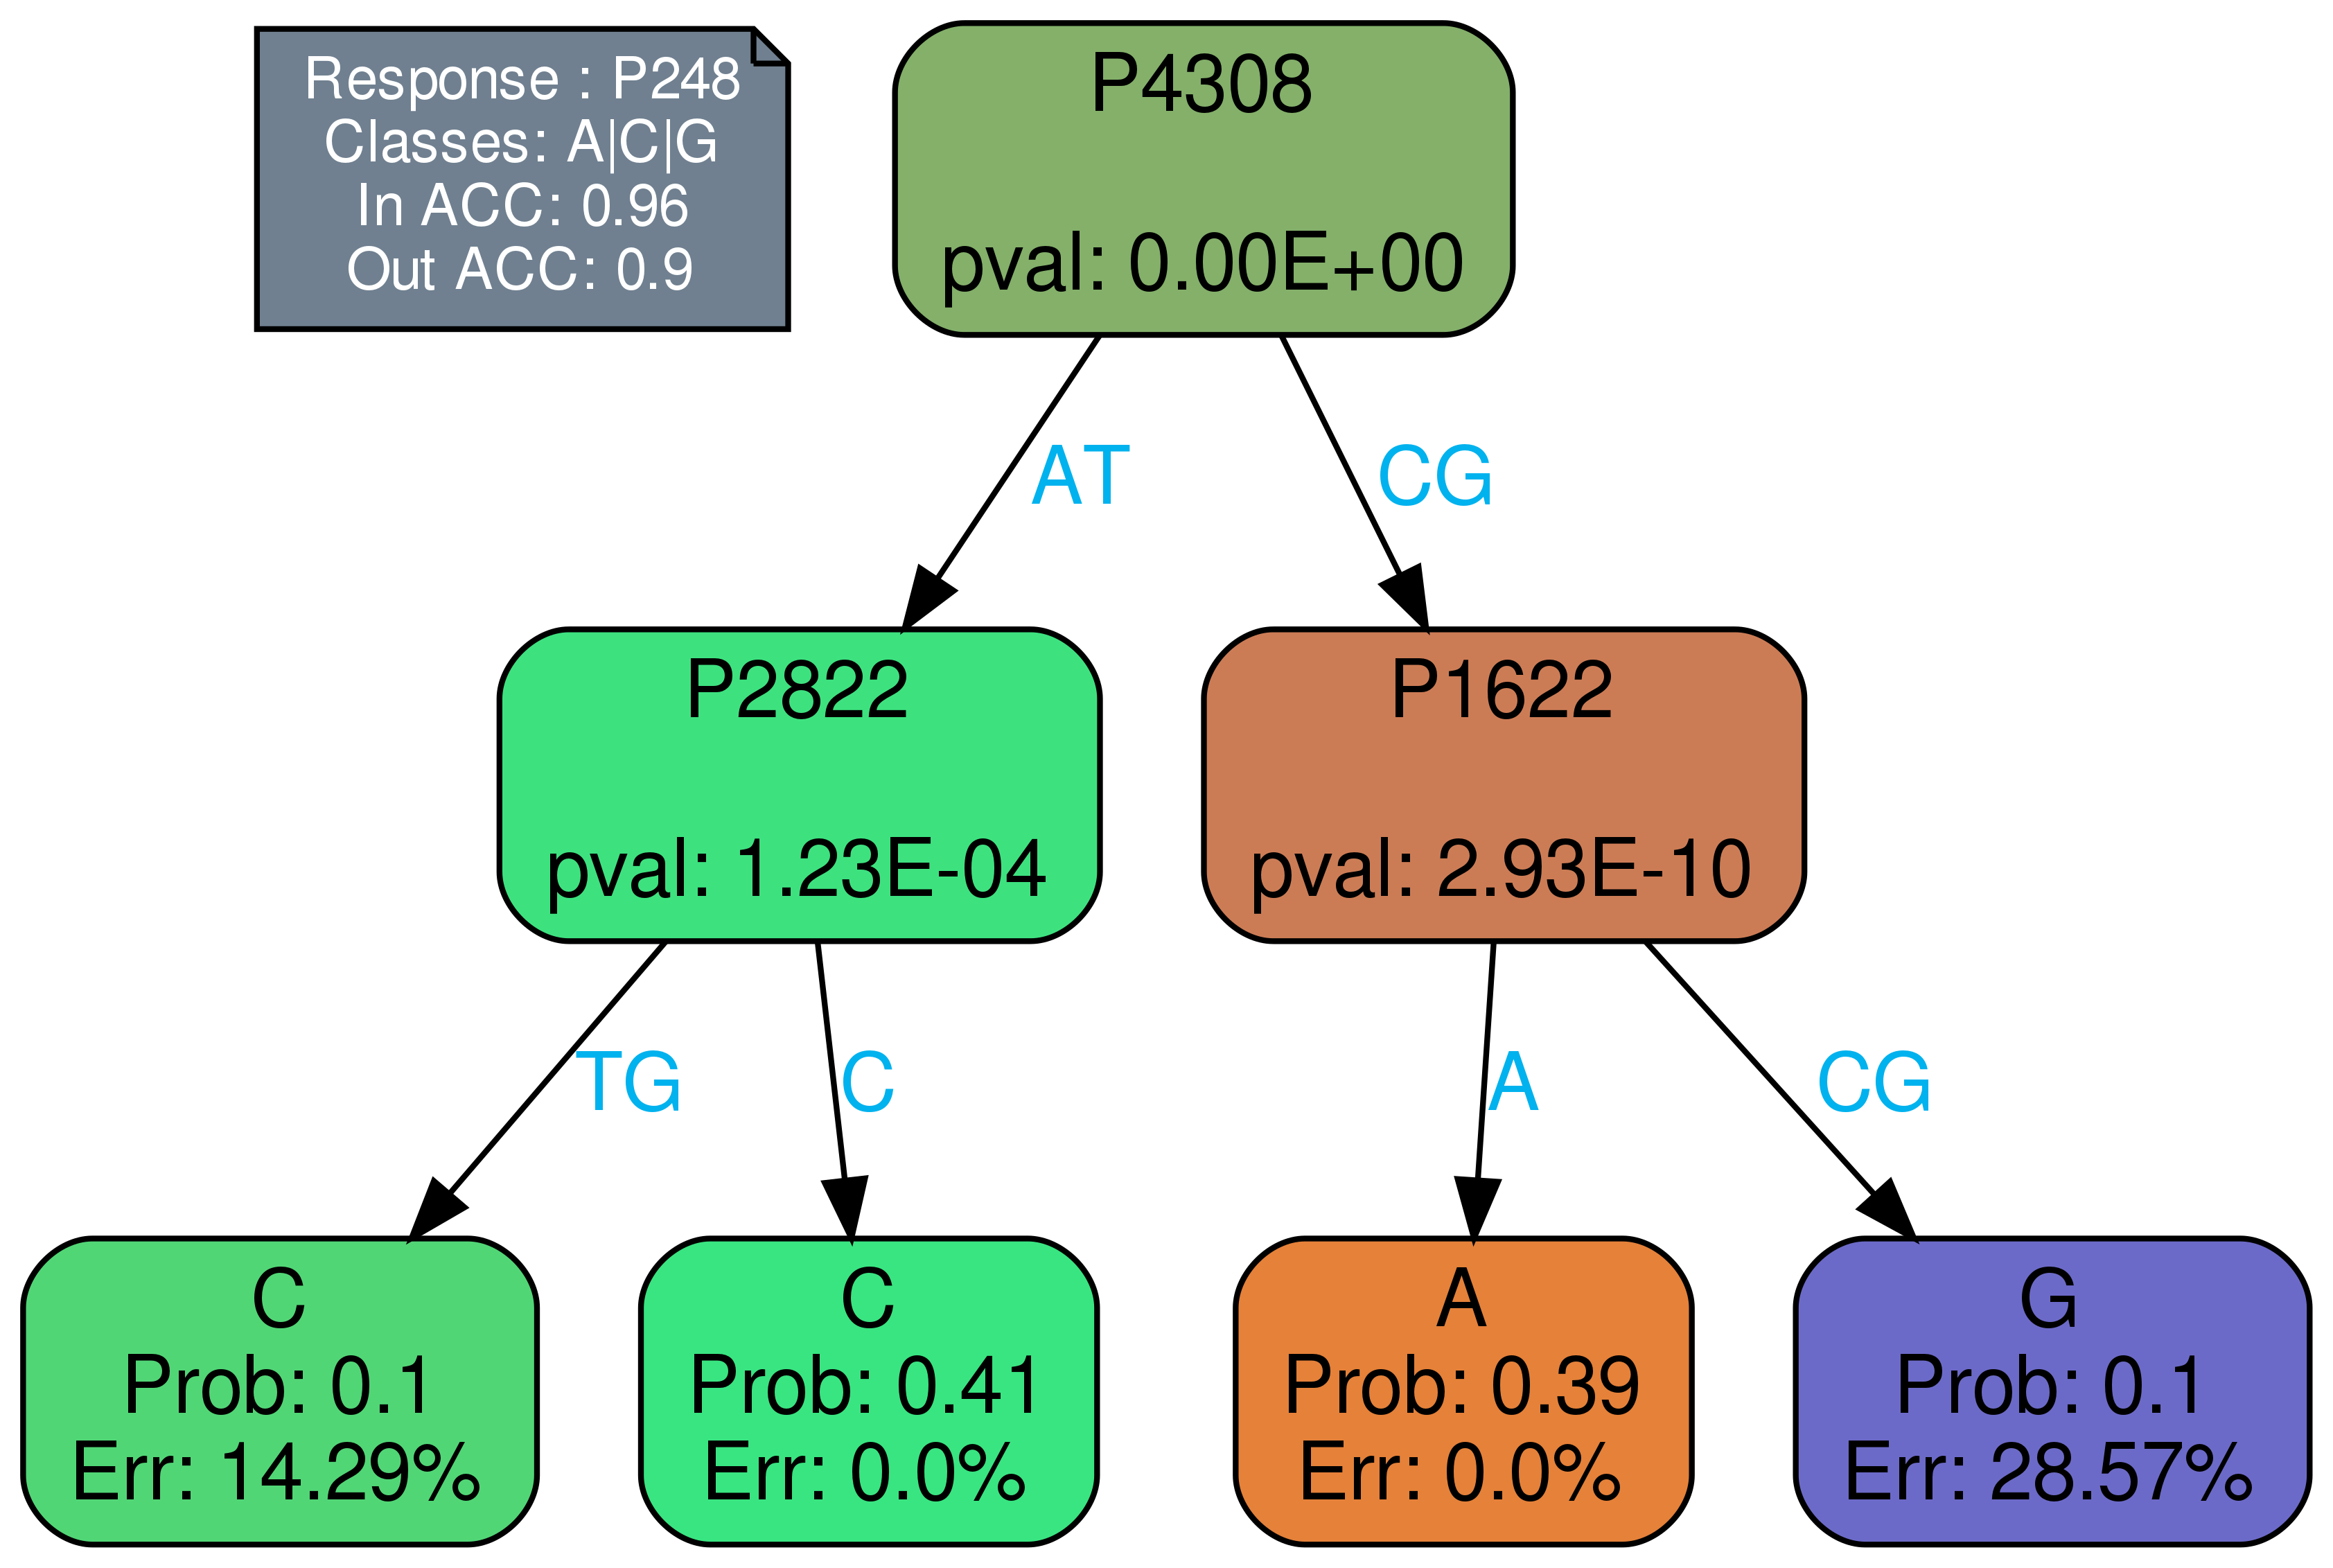 Response : P248
Classes: A|C|G
In ACC: 0.96
Out ACC: 0.9
P4308
pval: 0.00E+00
AT
CG
P2822
pval: 1.23E-04
P1622
pval: 2.93E-10
TG
C
A
CG
C
Prob: 0.1
Err: 14.29%
C
Prob: 0.41
Err: 0.0%
A
Prob: 0.39
Err: 0.0%
G
Prob: 0.1
Err: 28.57%